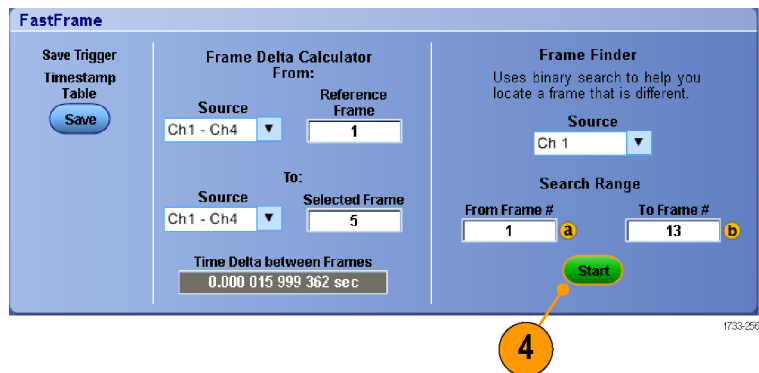 FastFrame
Save Trigger
Timestamp
Table
Save
Frame Delta Calculator
From:
Source
Reference
Frame
Ch1 - Ch4
1
To:
Source
Selected Frame
Ch1 - Ch4
5
Time Delta between Frames
0.000 015 999 362 sec
Frame Finder
Uses binary search to help you
locate a frame that is different.
Source
Ch 1
Search Range
From Frame #
To Frame #
1
a
13
b
Start
4
1733-256